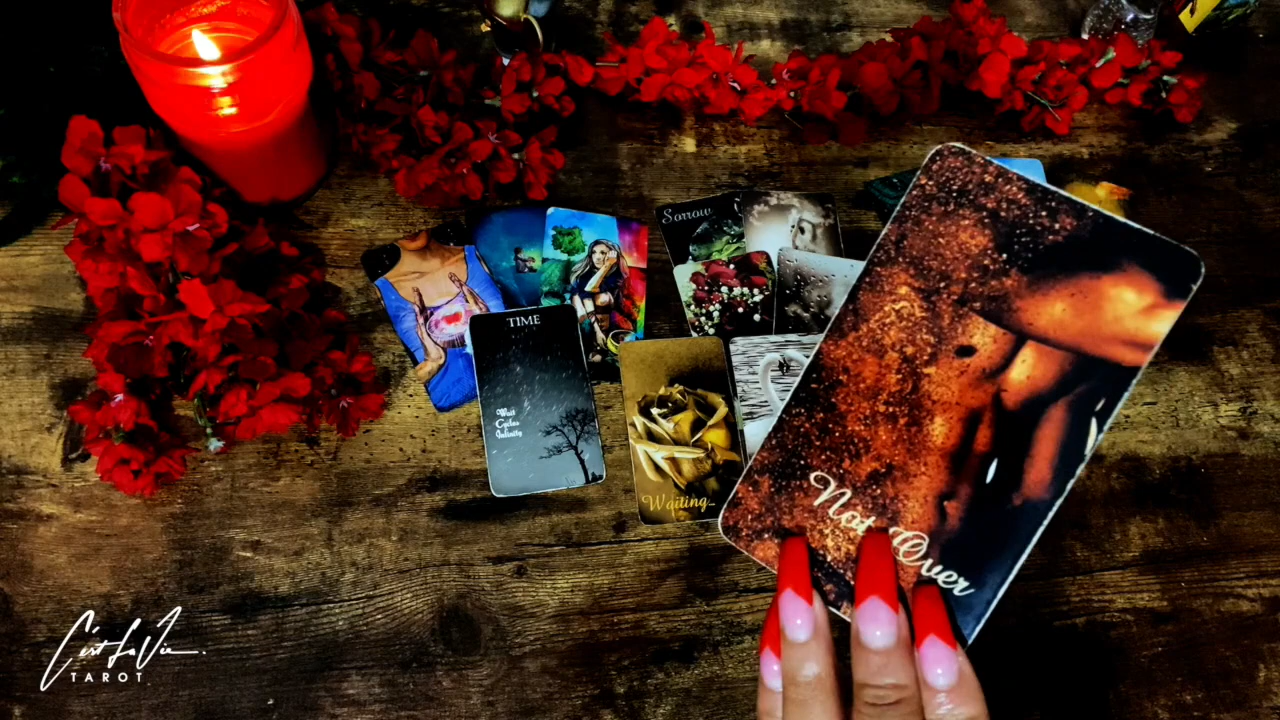 Sorrow
TIME
Wait
Cycles
Infinity
Waiting...
Not Over
C'est La Vie
TAROT